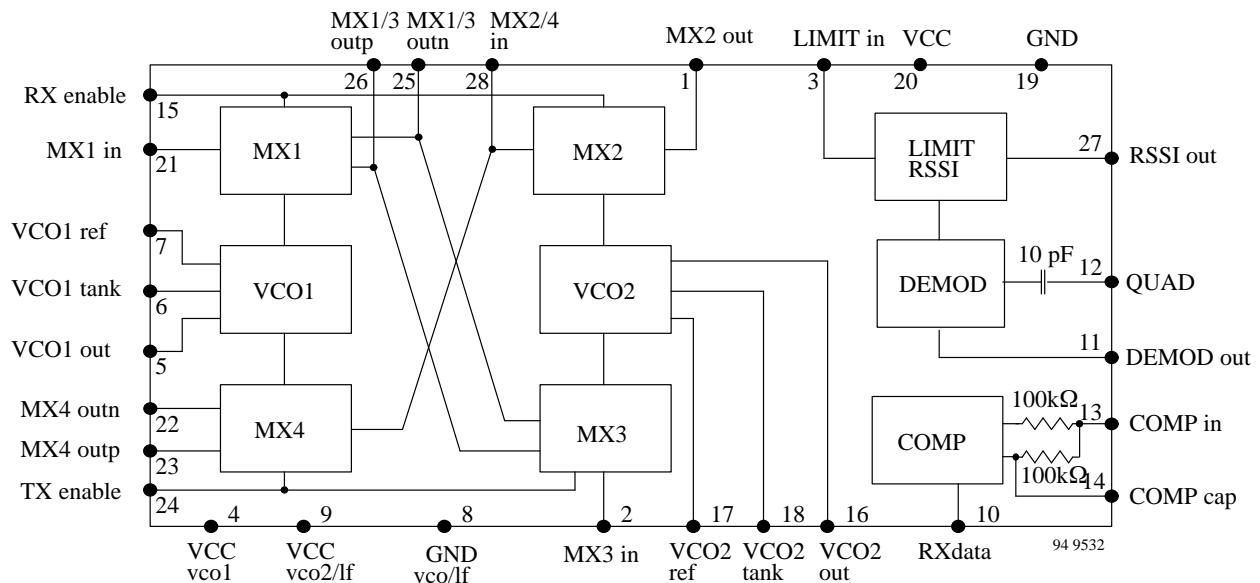 MX1/3 MX1/3 MX2/4
outp outn in
MX2 out LIMIT in VCC GND
26 25 28 1 3 20 19
RX enable
15
MX1 in
21
MX1
MX2
LIMIT
RSSI
27
RSSI out
VCO1 ref
7
VCO1 tank
6
VCO1 out
5
VCO1
VCO2
DEMOD
10 pF
12
QUAD
11
DEMOD out
MX4 outn
22
MX4 outp
23
TX enable
24
MX4
MX3
COMP
100kΩ
13
COMP in
100kΩ
14
COMP cap
4 9 8 2 17 18 16 10
VCC
vco1
VCC
vco2/lf
GND
vco/lf
MX3 in
VCO2
ref
VCO2
tank
VCO2
out
RXdata
94 9532